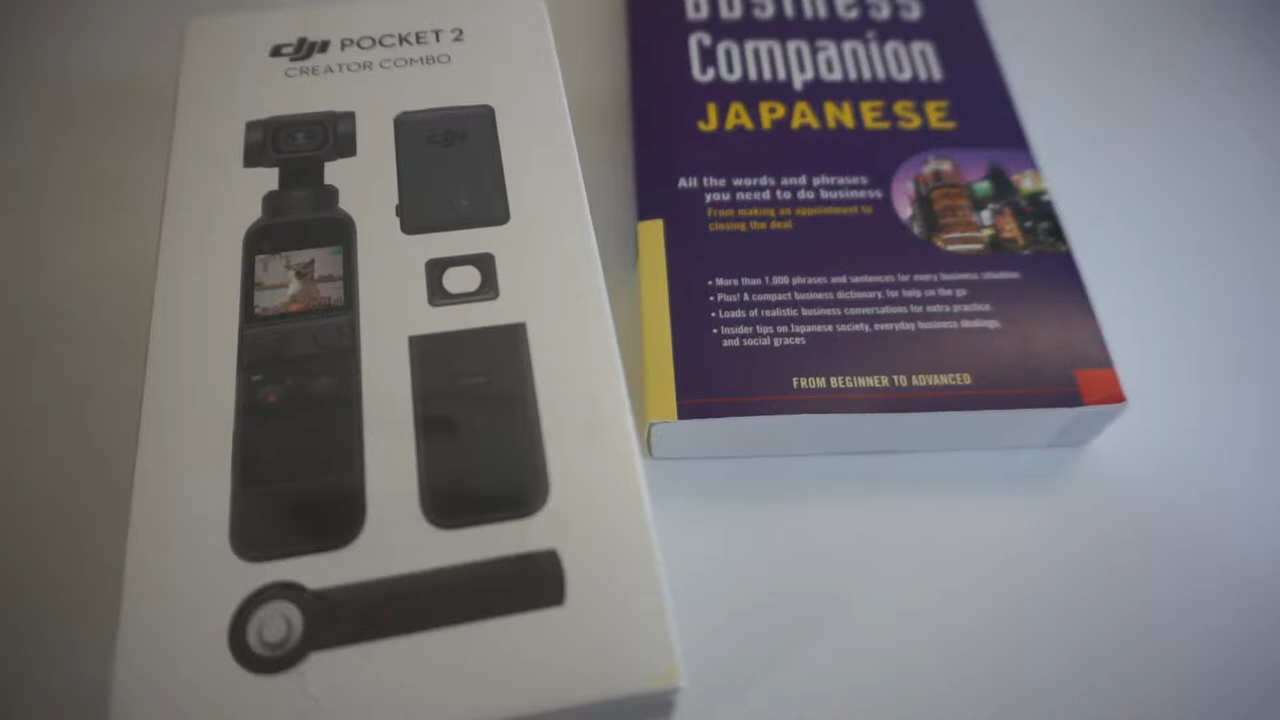 dji POCKET 2
CREATOR COMBO
dji
Business
Companion
JAPANESE
All the words and phrases
you need to do business
From making an appointment to
closing the deal
• More than 1,000 phrases and sentences for every business situation
• Plus! A compact business dictionary, for help on the go
• Loads of realistic business conversations for extra practice
• Insider tips on Japanese society, everyday business dealings,
and social graces
FROM BEGINNER TO ADVANCED